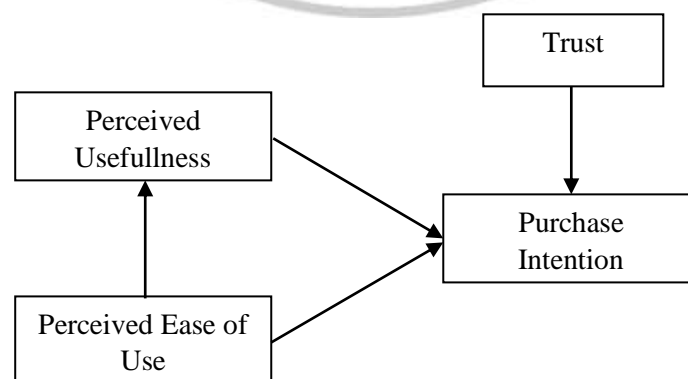 Trust
Perceived
Usefullness
Purchase
Intention
Perceived Ease of
Use